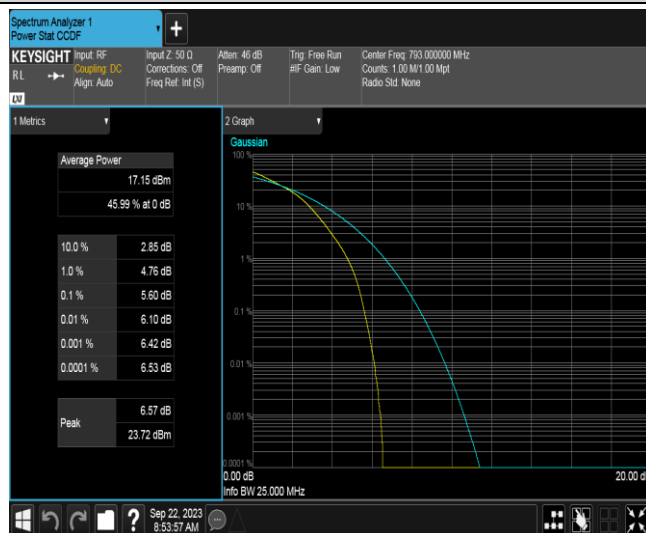 Spectrum Analyzer 1
Power Stat CCDF
+
KEYSIGHT
RL
LXI
Input: RF
Coupling: DC
Align: Auto
Input Z: 50 Ω
Corrections: Off
Freq Ref: Int (S)
Atten: 46 dB
Preamp: Off
Trig: Free Run
#IF Gain: Low
Center Freq: 793.000000 MHz
Counts: 1.00 M/1.00 Mpt
Radio Std: None
1 Metrics
Average Power
17.15 dBm
45.99 % at 0 dB
10.0 % 2.85 dB
1.0 % 4.76 dB
0.1 % 5.60 dB
0.01 % 6.10 dB
0.001 % 6.42 dB
0.0001 % 6.53 dB
Peak
6.57 dB
23.72 dBm
2 Graph
Gaussian
100 %
10 %
1 %
0.1 %
0.01 %
0.001 %
0.0001 %
0.00 dB
20.00 d
Info BW 25.000 MHz
?
Sep 22, 2023
8:53:57 AM